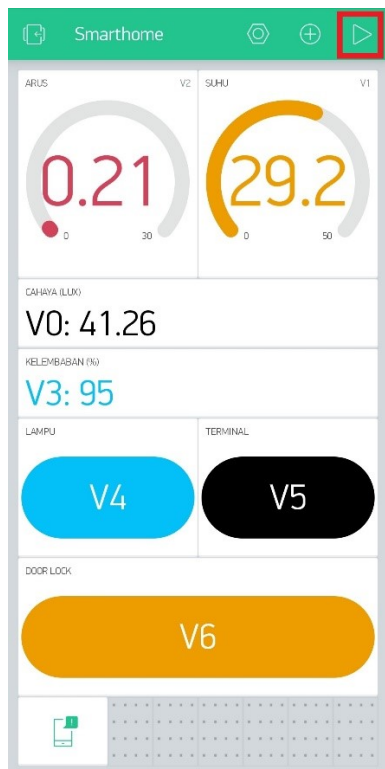 Smarthome
ARUS V2
0.21
0 30
SUHU V1
29.2
0 50
CAHAYA (LUX)
V0: 41.26
KELEMBABAN (%)
V3: 95
LAMPU
V4
TERMINAL
V5
DOOR LOCK
V6